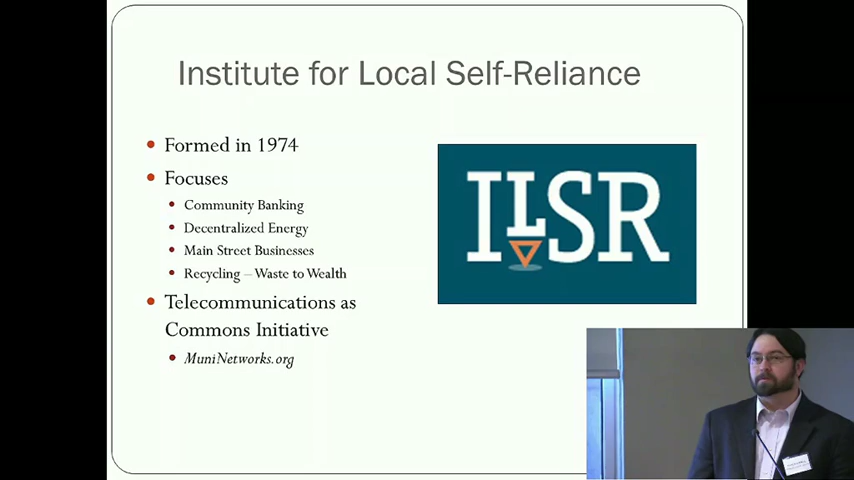 Institute for Local Self-Reliance
Formed in 1974
Focuses
Community Banking
Decentralized Energy
Main Street Businesses
Recycling – Waste to Wealth
Telecommunications as
Commons Initiative
MuniNetworks.org
ILSR